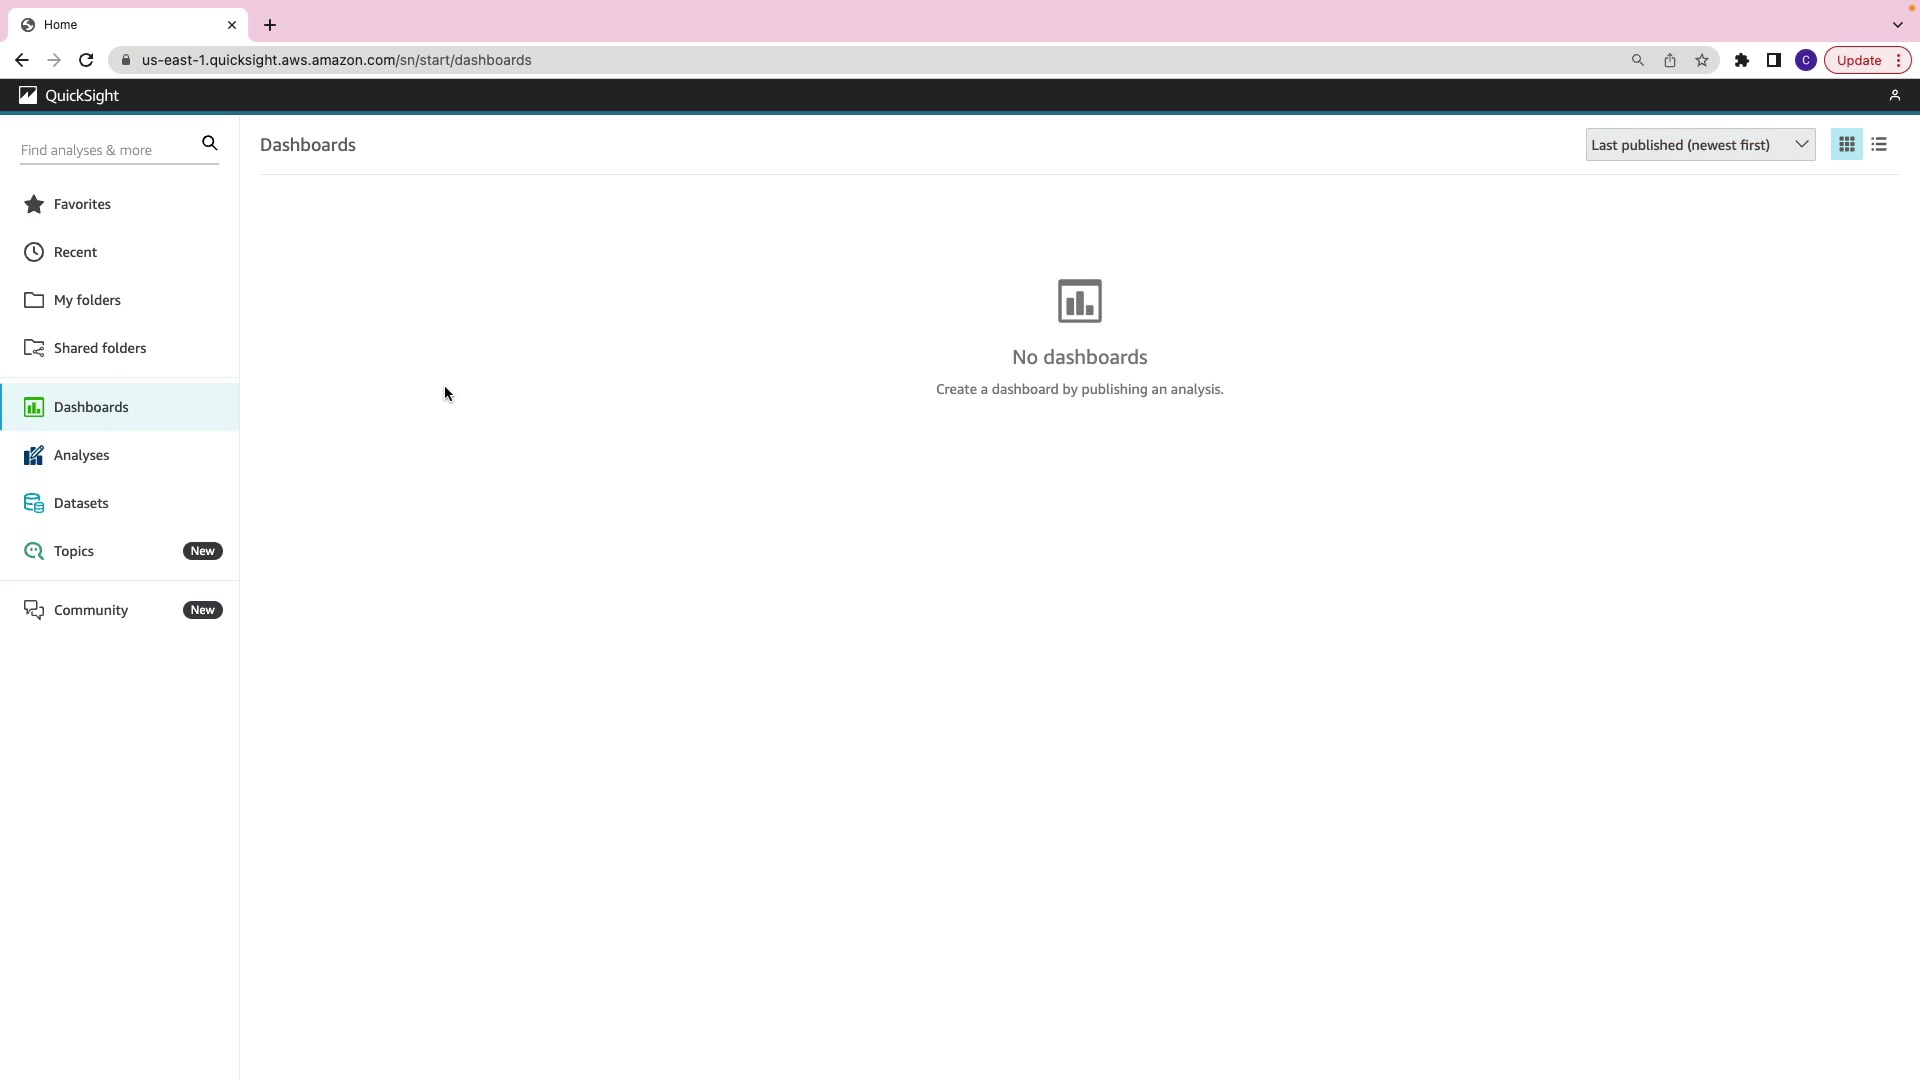 Home
us-east-1.quicksight.aws.amazon.com/sn/start/dashboards
C
Update
QuickSight
Find analyses & more
Favorites
Recent
My folders
Shared folders
Dashboards
Analyses
Datasets
Topics New
Community New
Dashboards
Last published (newest first)
No dashboards
Create a dashboard by publishing an analysis.